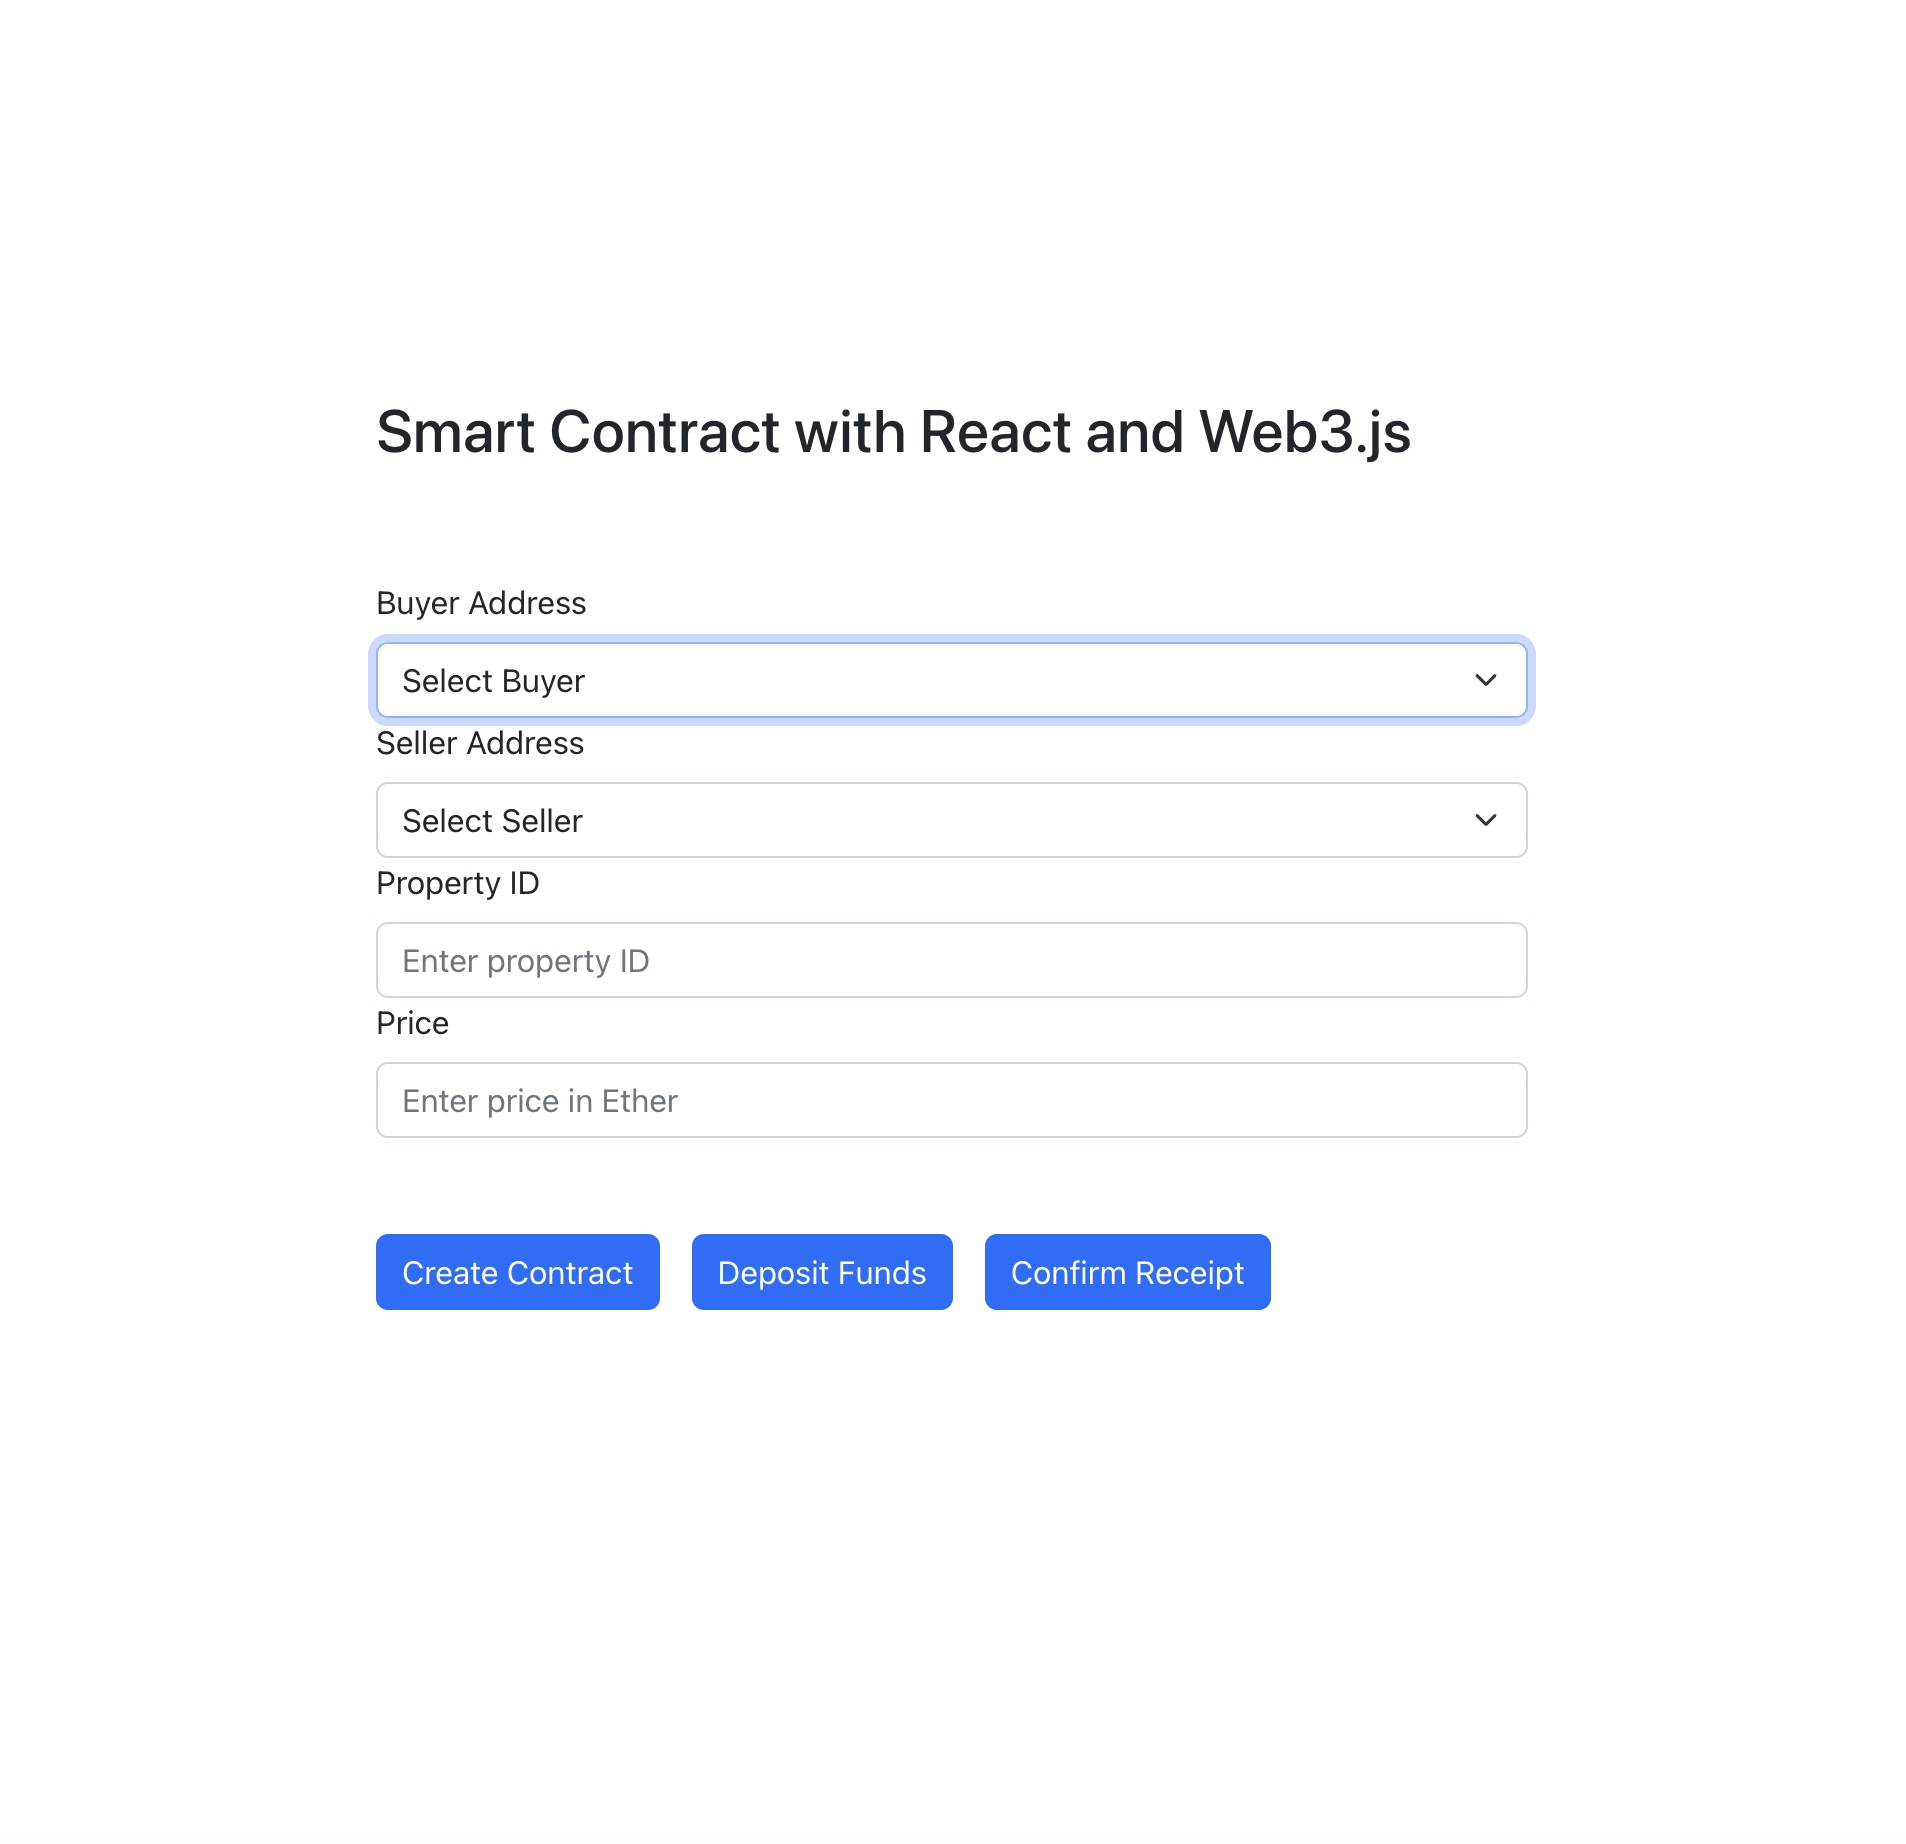 Smart Contract with React and Web3.js
Buyer Address
Select Buyer
Seller Address
Select Seller
Property ID
Enter property ID
Price
Enter price in Ether
Create Contract Deposit Funds Confirm Receipt